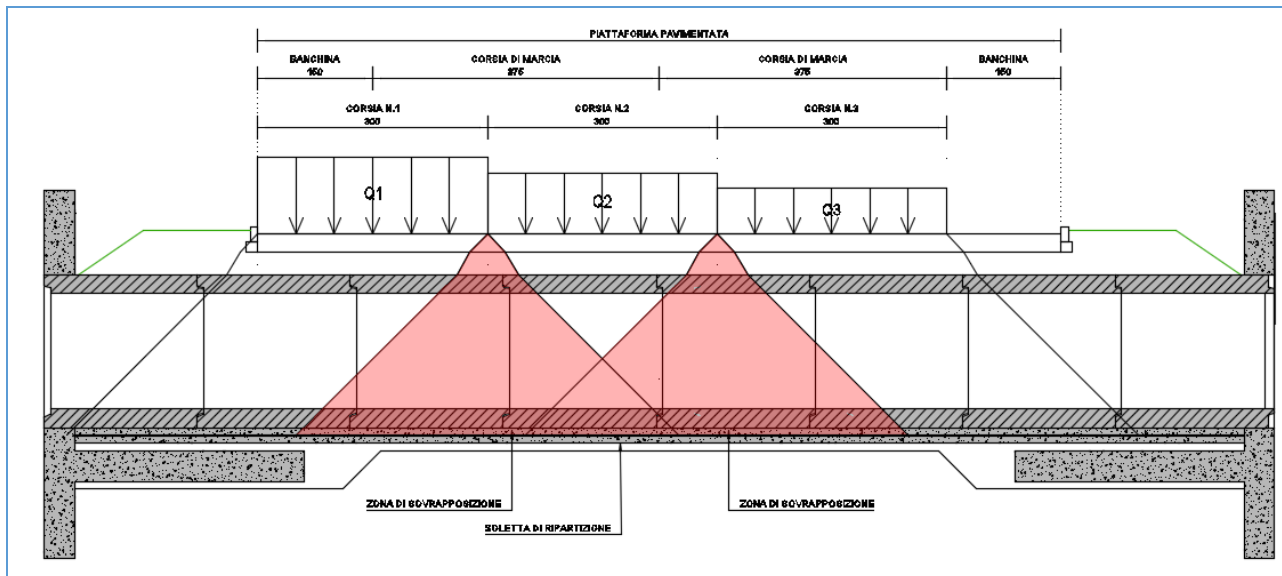 PIATTAFORMA PAVIMENTATA
BANCHINA
150
CORSIA DI MARCIA
375
CORSIA DI MARCIA
375
BANCHINA
150
CORSIA N.1
300
CORSIA N.2
300
CORSIA N.3
300
Q1
Q2
Q3
ZONA DI SOVRAPPOSIZIONE
ZONA DI SOVRAPPOSIZIONE
SOLETTA DI RIPARTIZIONE